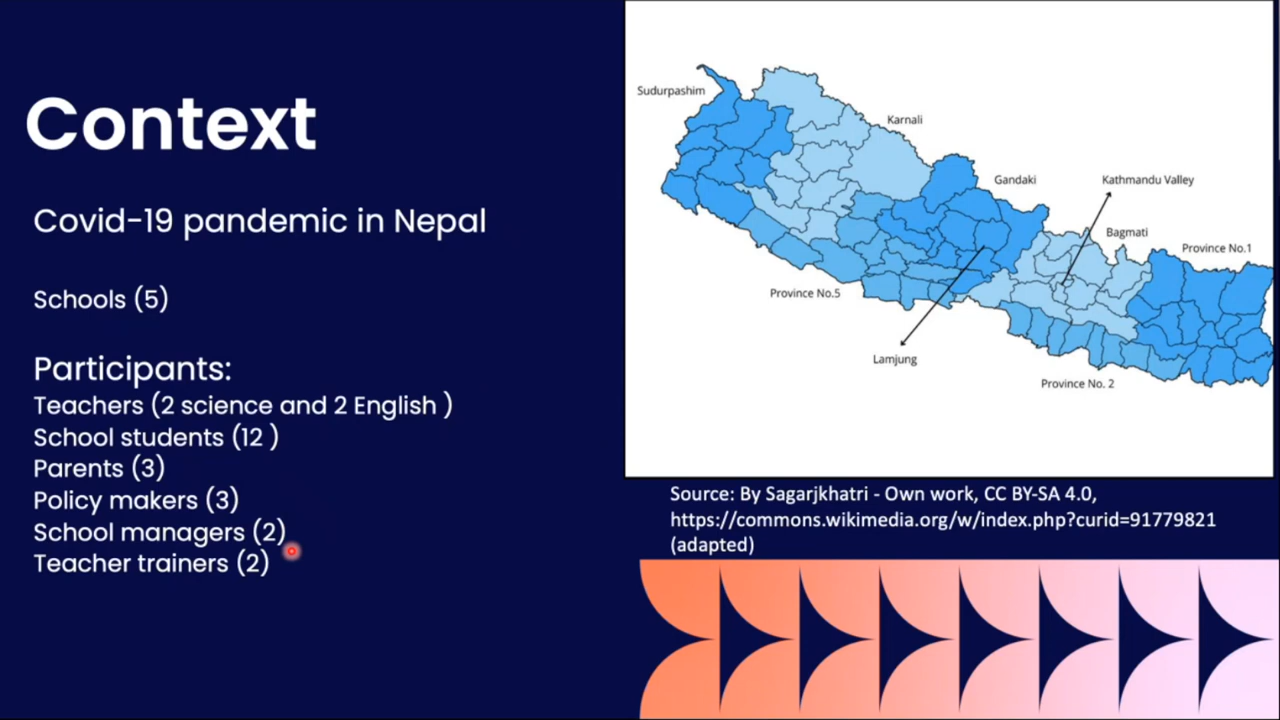 Context
Covid-19 pandemic in Nepal
Schools (5)
Participants:
Teachers (2 science and 2 English )
School students (12 )
Parents (3)
Policy makers (3)
School managers (2)
Teacher trainers (2)
Sudurpashim
Karnali
Gandaki
Kathmandu Valley
Bagmati
Province No.1
Province No.5
Lamjung
Province No. 2
Source: By Sagarjkhatri - Own work, CC BY-SA 4.0,
https://commons.wikimedia.org/w/index.php?curid=91779821
(adapted)